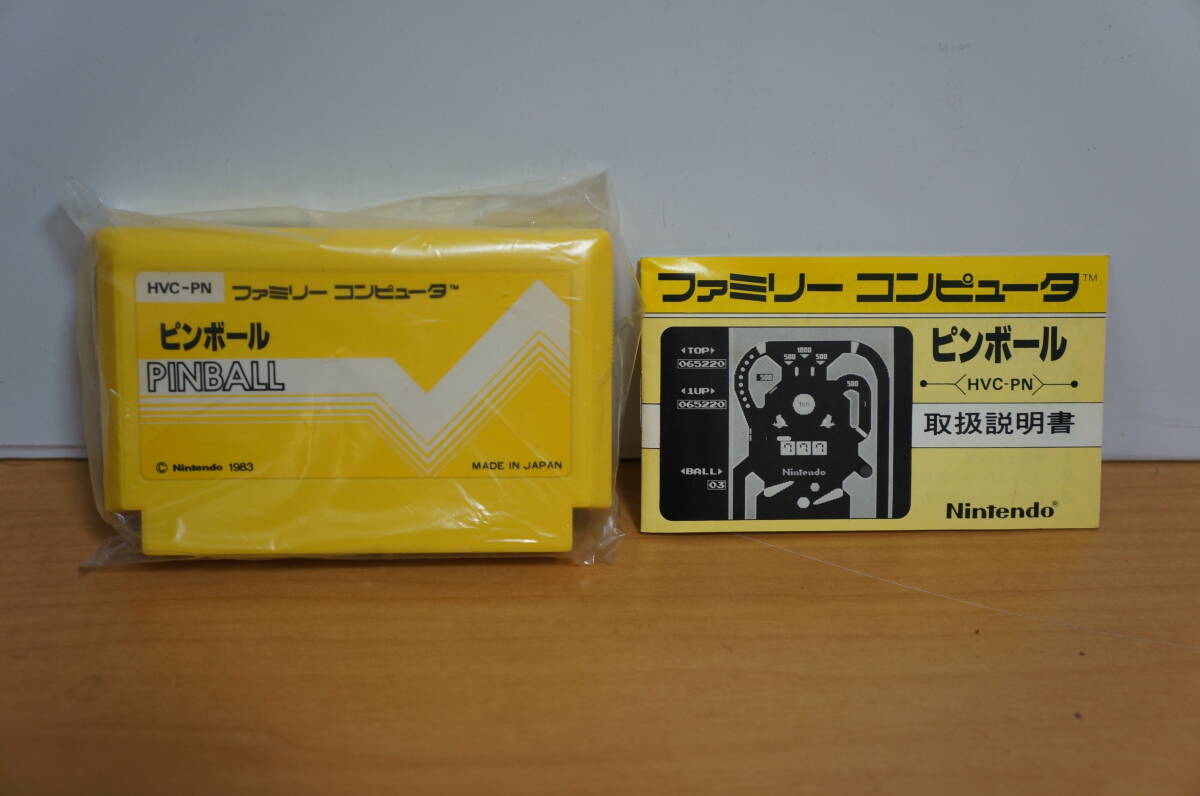 HVC-PN ファミリー コンピュータ™
ピンボール
PINBALL
© Nintendo 1983
MADE IN JAPAN
ファミリー コンピュータ™
ピンボール
HVC-PN
取扱説明書
Nintendo®
TOP
065220
1UP
065220
BALL
03
1000
500 500
500
500
100
777
Nintendo